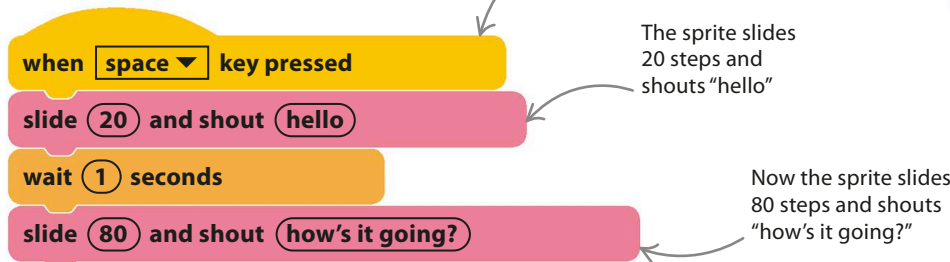 when space key pressed
The sprite slides
20 steps and
shouts “hello”
slide 20 and shout hello
wait 1 seconds
slide 80 and shout how's it going?
Now the sprite slides
80 steps and shouts
“how’s it going?”